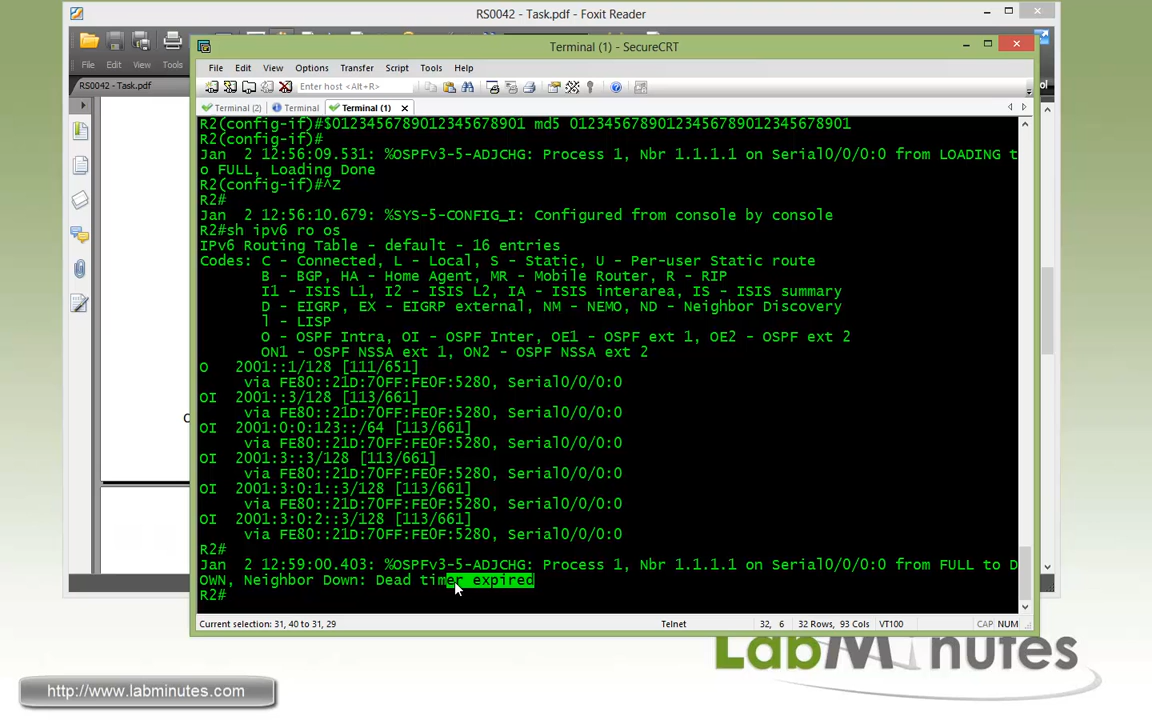 RS0042 - Task.pdf - Foxit Reader
File Edit View Tools
RS0042 - Task.pdf
Terminal (1) - SecureCRT
File Edit View Options Transfer Script Tools Help
Enter host <Alt+R>
Terminal (2) Terminal Terminal (1)
R2(config-if)#$01234567890123456789​01 md5 01234567890123456789012345678901
R2(config-if)#
Jan  2 12:56:09.531: %OSPFv3-5-ADJCHG: Process 1, Nbr 1.1.1.1 on Serial0/0/0:0 from LOADING t
o FULL, Loading Done
R2(config-if)#^Z
R2#
Jan  2 12:56:10.679: %SYS-5-CONFIG_I: Configured from console by console
R2#sh ipv6 ro os
IPv6 Routing Table - default - 16 entries
Codes: C - Connected, L - Local, S - Static, U - Per-user Static route
B - BGP, HA - Home Agent, MR - Mobile Router, R - RIP
I1 - ISIS L1, I2 - ISIS L2, IA - ISIS interarea, IS - ISIS summary
D - EIGRP, EX - EIGRP external, NM - NEMO, ND - Neighbor Discovery
l - LISP
O - OSPF Intra, OI - OSPF Inter, OE1 - OSPF ext 1, OE2 - OSPF ext 2
ON1 - OSPF NSSA ext 1, ON2 - OSPF NSSA ext 2
O   2001::1/128 [111/651]
via FE80::21D:70FF:FE0F:5280, Serial0/0/0:0
OI  2001::3/128 [113/661]
via FE80::21D:70FF:FE0F:5280, Serial0/0/0:0
OI  2001:0:0:123::/64 [113/661]
via FE80::21D:70FF:FE0F:5280, Serial0/0/0:0
OI  2001:3::3/128 [113/661]
via FE80::21D:70FF:FE0F:5280, Serial0/0/0:0
OI  2001:3:0:1::3/128 [113/661]
via FE80::21D:70FF:FE0F:5280, Serial0/0/0:0
OI  2001:3:0:2::3/128 [113/661]
via FE80::21D:70FF:FE0F:5280, Serial0/0/0:0
R2#
Jan  2 12:59:00.403: %OSPFv3-5-ADJCHG: Process 1, Nbr 1.1.1.1 on Serial0/0/0:0 from FULL to D
OWN, Neighbor Down: Dead timer expired
R2#
Current selection: 31, 40 to 31, 29 Telnet 32, 6 32 Rows, 93 Cols VT100 CAP NUM
LabMinutes
http://www.labminutes.com